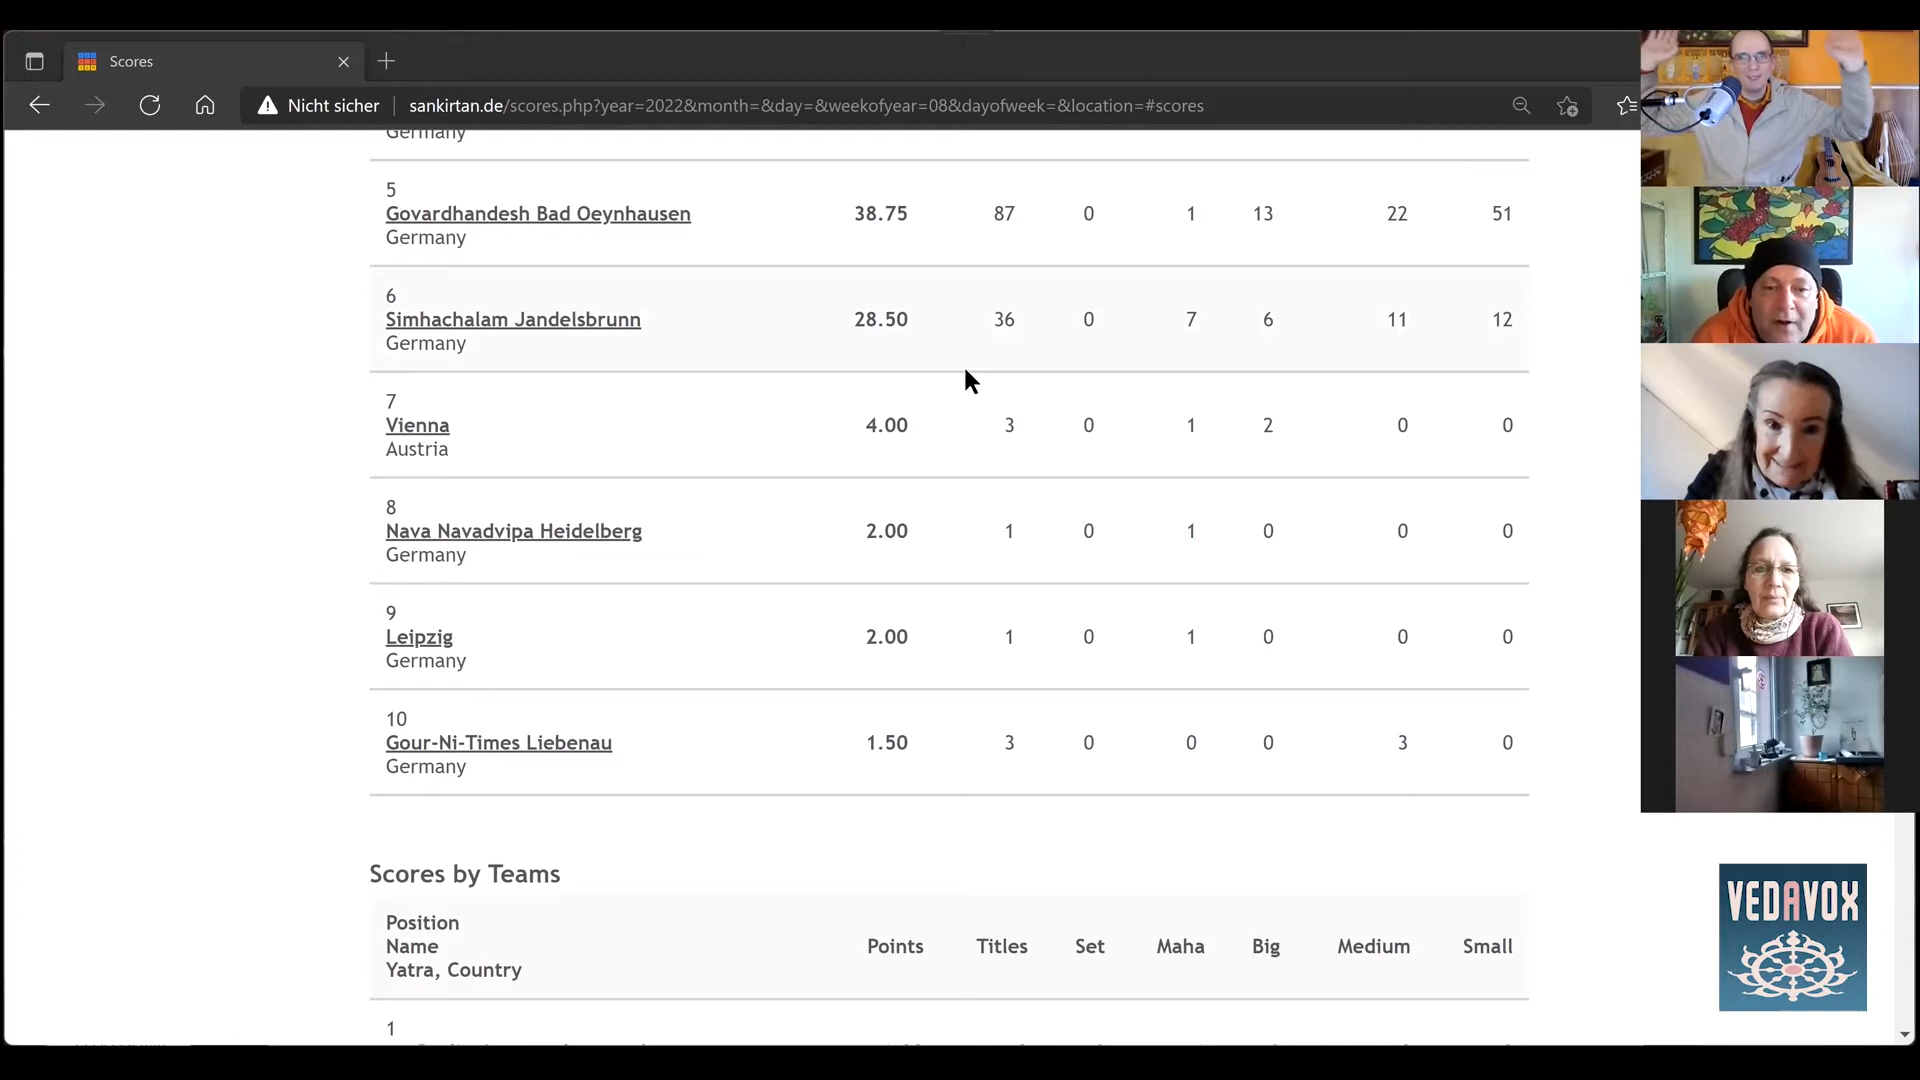 Scores
Nicht sicher
sankirtan.de/scores.php?year=2022&month=&day=&weekofyear=08&dayofweek=&location=#scores
Germany
5
Govardhandesh Bad Oeynhausen 38.75 87 0 1 13 22 51
Germany
6
Simhachalam Jandelsbrunn 28.50 36 0 7 6 11 12
Germany
7
Vienna 4.00 3 0 1 2 0 0
Austria
8
Nava Navadvipa Heidelberg 2.00 1 0 1 0 0 0
Germany
9
Leipzig 2.00 1 0 1 0 0 0
Germany
10
Gour-Ni-Times Liebenau 1.50 3 0 0 0 3 0
Germany
Scores by Teams
Position
Name Points Titles Set Maha Big Medium Small
Yatra, Country
1
VEDAVOX